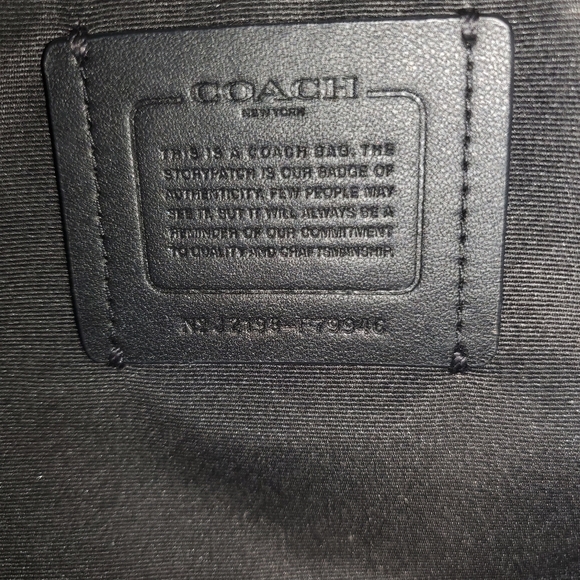 COACH
NEW YORK
THIS IS A COACH BAG. THE
STORYPATCH IS OUR BADGE OF
AUTHENTICITY. FEW PEOPLE MAY
SEE IT, BUT IT WILL ALWAYS BE A
REMINDER OF OUR COMMITMENT
TO QUALITY AND CRAFTSMANSHIP.